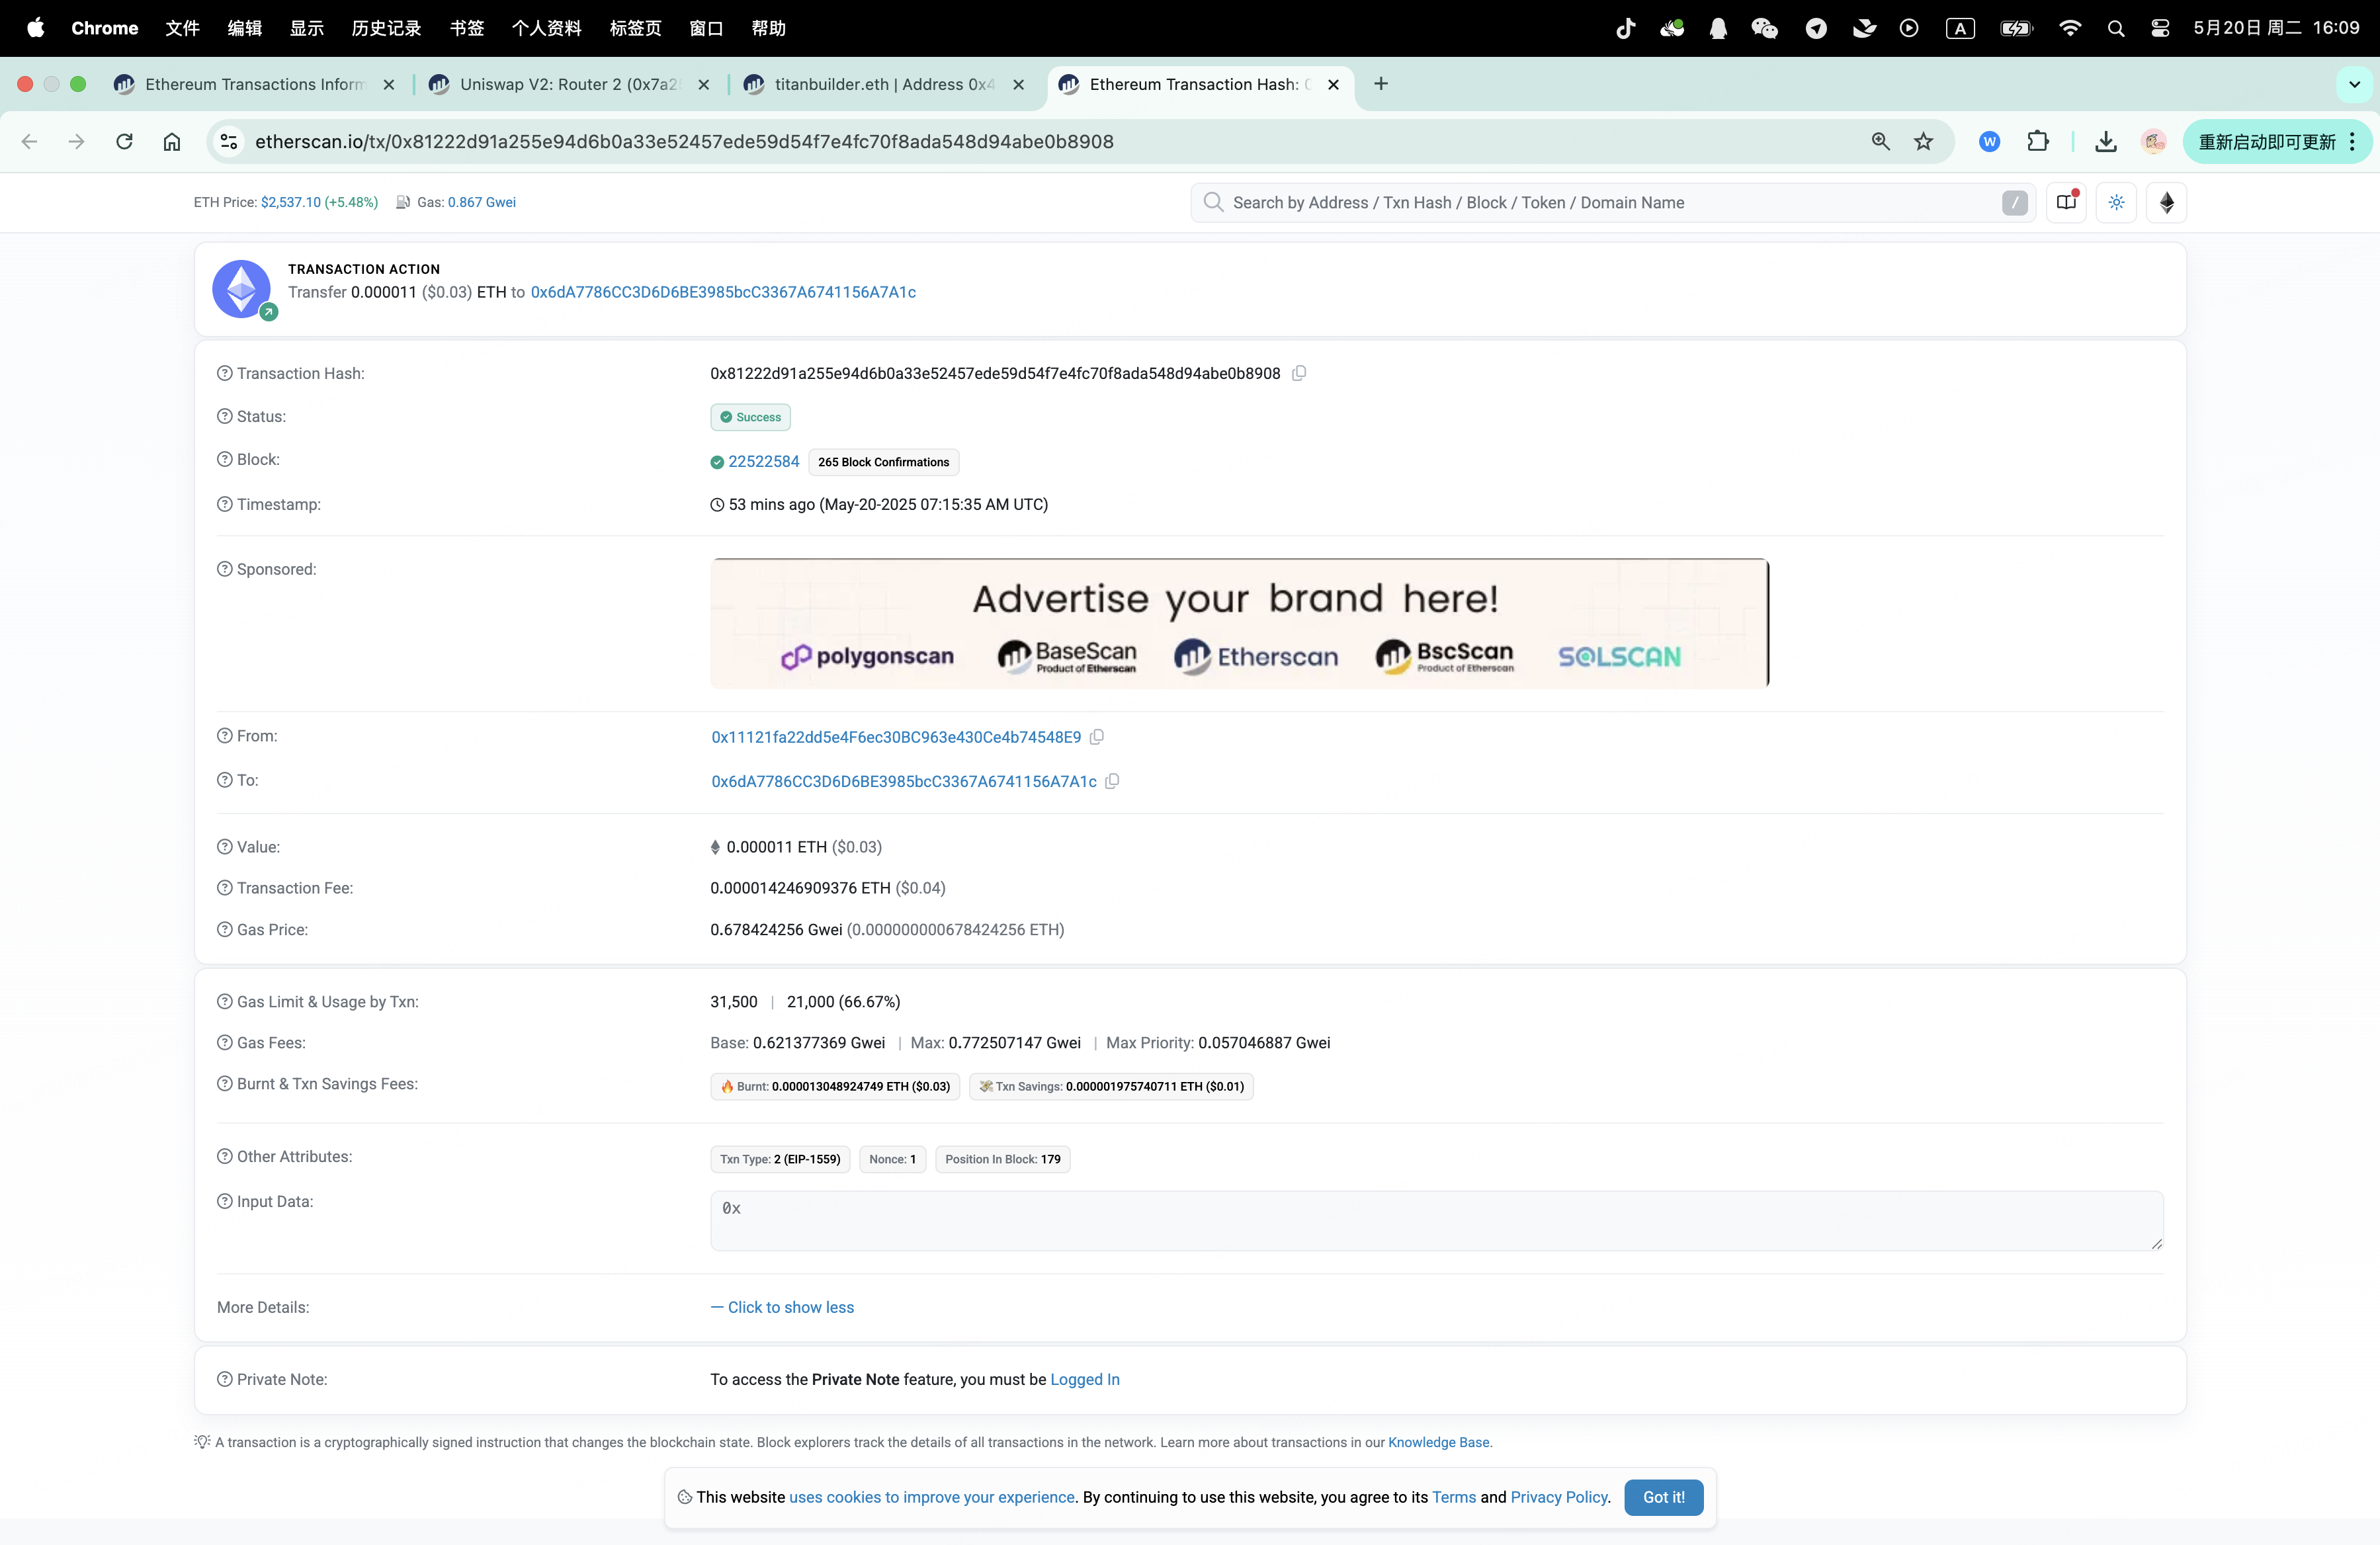 Chrome 文件 编辑 显示 历史记录 书签 个人资料 标签页 窗口 帮助 A 5月20日 周二 16:09
Ethereum Transactions Inform Uniswap V2: Router 2 (0x7a2 titanbuilder.eth | Address 0x4 Ethereum Transaction Hash:
etherscan.io/tx/0x81222d91a255e94d6b0a33e52457ede59d54f7e4fc70f8ada548d94abe0b8908 W 重新启动即可更新
ETH Price: $2,537.10 (+5.48%) Gas: 0.867 Gwei Search by Address / Txn Hash / Block / Token / Domain Name /
TRANSACTION ACTION
Transfer 0.000011 ($0.03) ETH to 0x6dA7786CC3D6D6BE3985bcC3367A6741156A7A1c
Transaction Hash: 0x81222d91a255e94d6b0a33e52457ede59d54f7e4fc70f8ada548d94abe0b8908
Status: Success
Block: 22522584 265 Block Confirmations
Timestamp: 53 mins ago (May-20-2025 07:15:35 AM UTC)
Sponsored:
Advertise your brand here!
polygonscan BaseScan Product of Etherscan Etherscan BscScan Product of Etherscan SOLSCAN
From: 0x11121fa22dd5e4F6ec30BC963e430Ce4b74548E9
To: 0x6dA7786CC3D6D6BE3985bcC3367A6741156A7A1c
Value: 0.000011 ETH ($0.03)
Transaction Fee: 0.000014246909376 ETH ($0.04)
Gas Price: 0.678424256 Gwei (0.000000000678424256 ETH)
Gas Limit & Usage by Txn: 31,500 | 21,000 (66.67%)
Gas Fees: Base: 0.621377369 Gwei | Max: 0.772507147 Gwei | Max Priority: 0.057046887 Gwei
Burnt & Txn Savings Fees: Burnt: 0.000013048924749 ETH ($0.03) Txn Savings: 0.000001975740711 ETH ($0.01)
Other Attributes: Txn Type: 2 (EIP-1559) Nonce: 1 Position In Block: 179
Input Data: 0x
More Details: — Click to show less
Private Note: To access the Private Note feature, you must be Logged In
A transaction is a cryptographically signed instruction that changes the blockchain state. Block explorers track the details of all transactions in the network. Learn more about transactions in our Knowledge Base.
This website uses cookies to improve your experience. By continuing to use this website, you agree to its Terms and Privacy Policy. Got it!